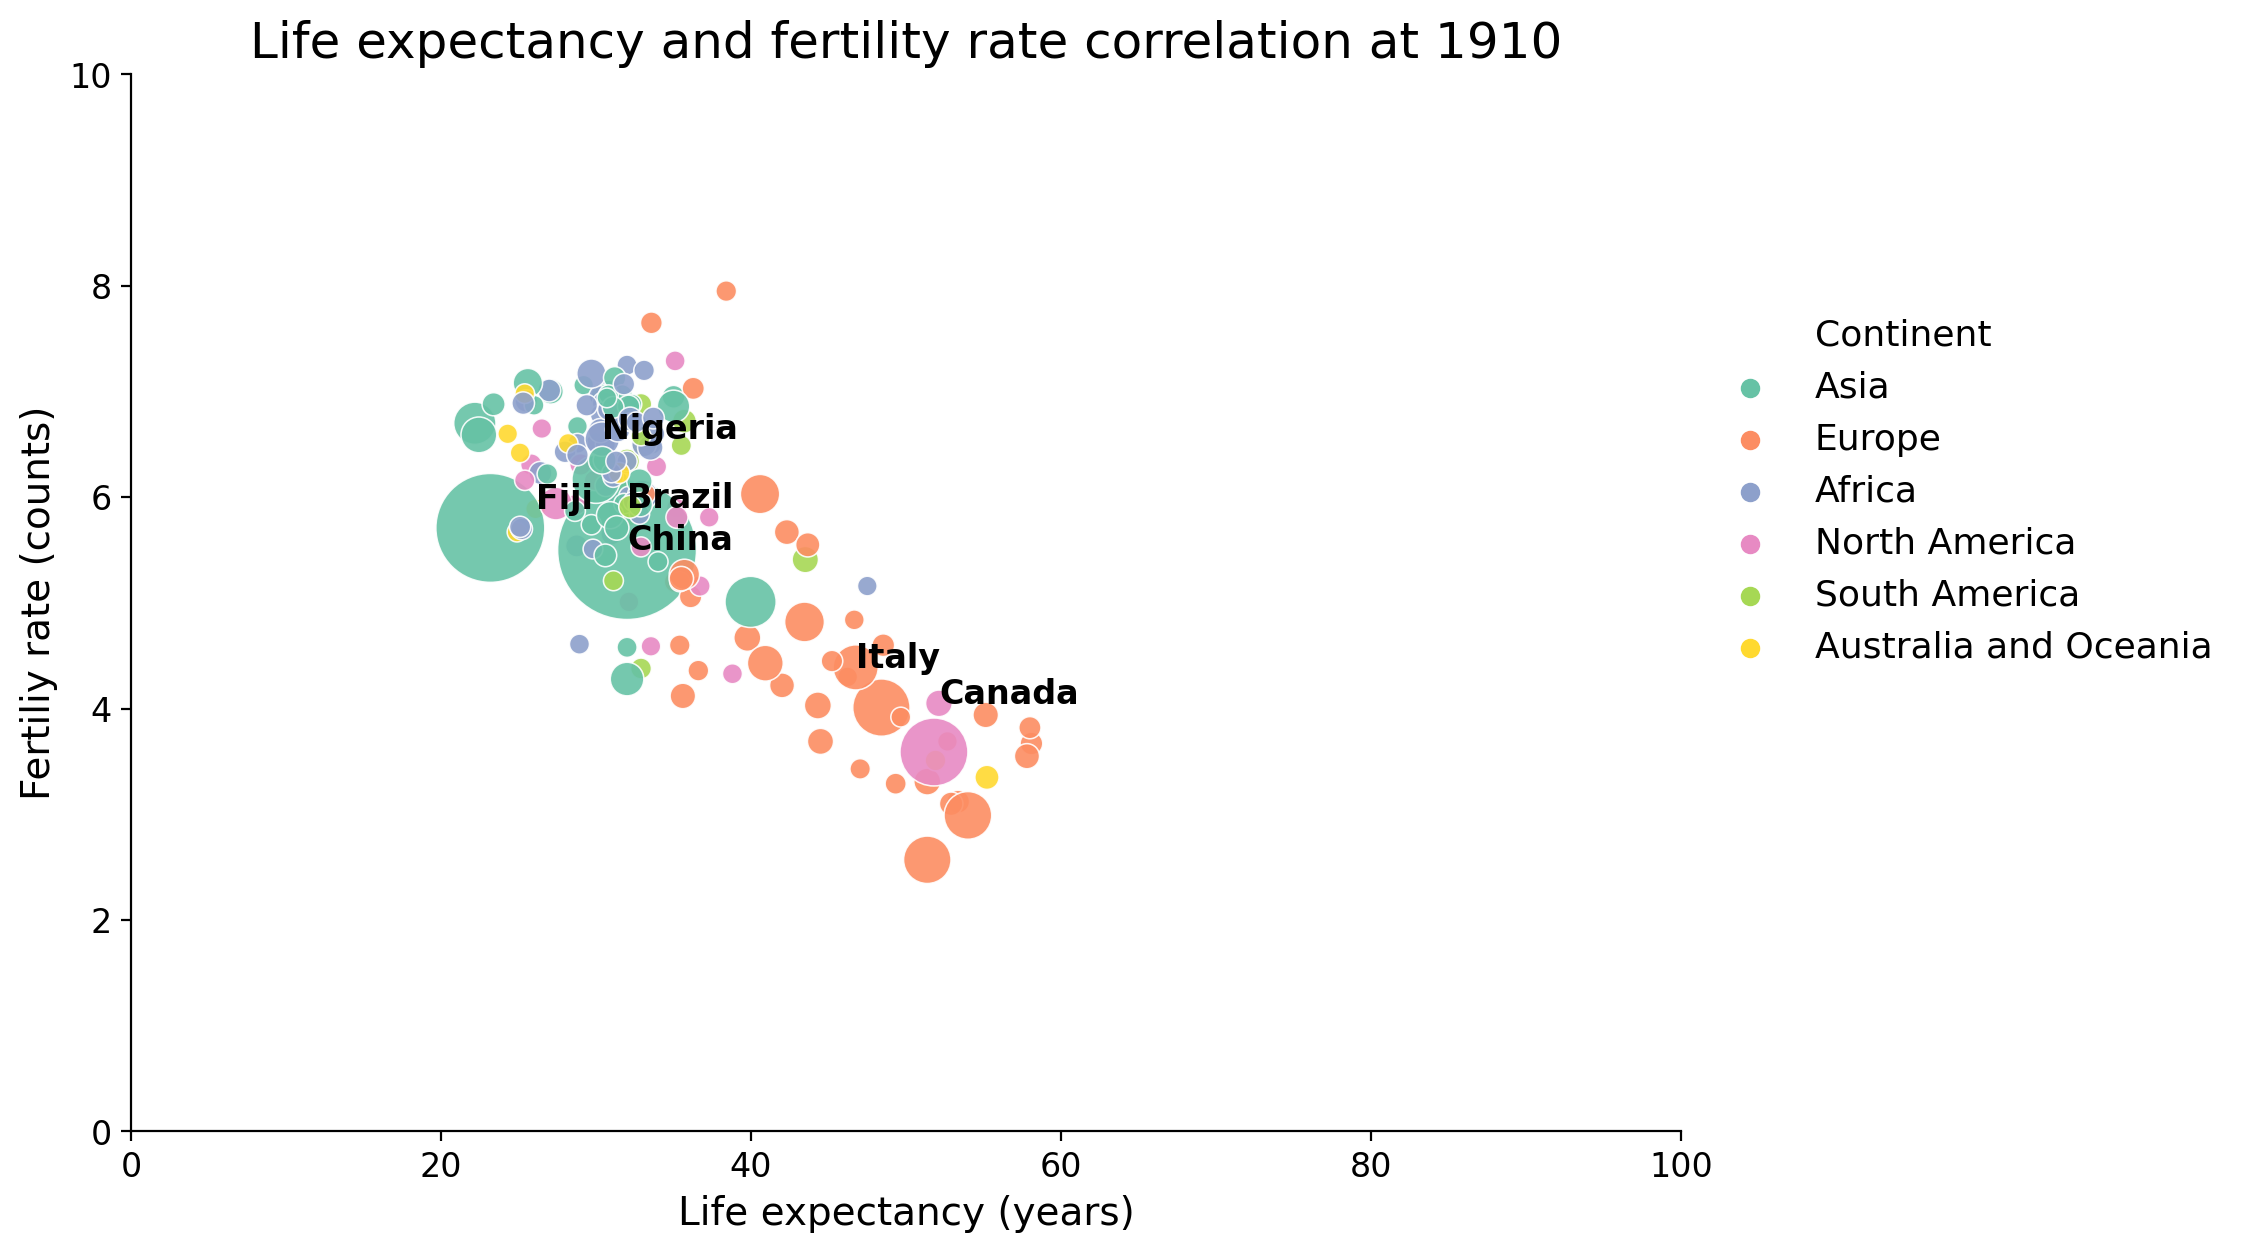 Life expectancy and fertility rate correlation at 1910
10
8
6
4
2
0
Fertiliy rate (counts)
Nigeria
Fiji
Brazil
China
Italy
Canada
0 20 40 60 80 100
Life expectancy (years)
Continent
Asia
Europe
Africa
North America
South America
Australia and Oceania